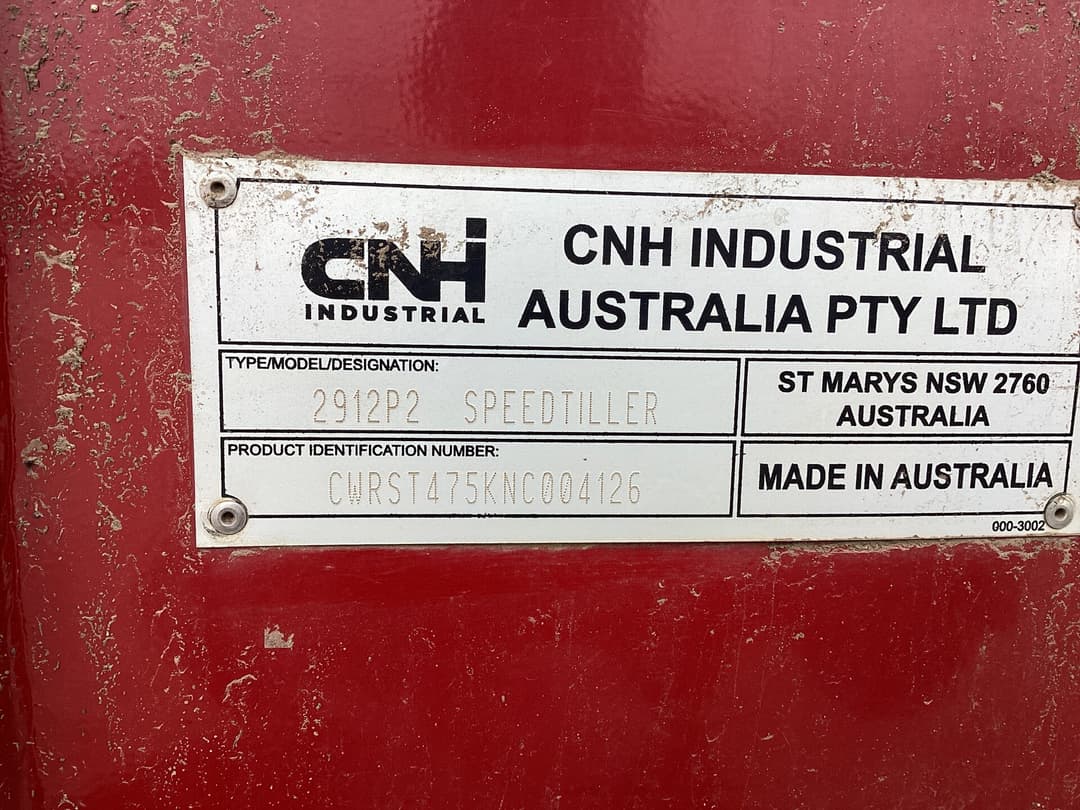 CNH
INDUSTRIAL
CNH INDUSTRIAL
AUSTRALIA PTY LTD
TYPE/MODEL/DESIGNATION:
2912P2 SPEEDTILLER
ST MARYS NSW 2760
AUSTRALIA
PRODUCT IDENTIFICATION NUMBER:
CWRST475KNC004126
MADE IN AUSTRALIA
000-3002